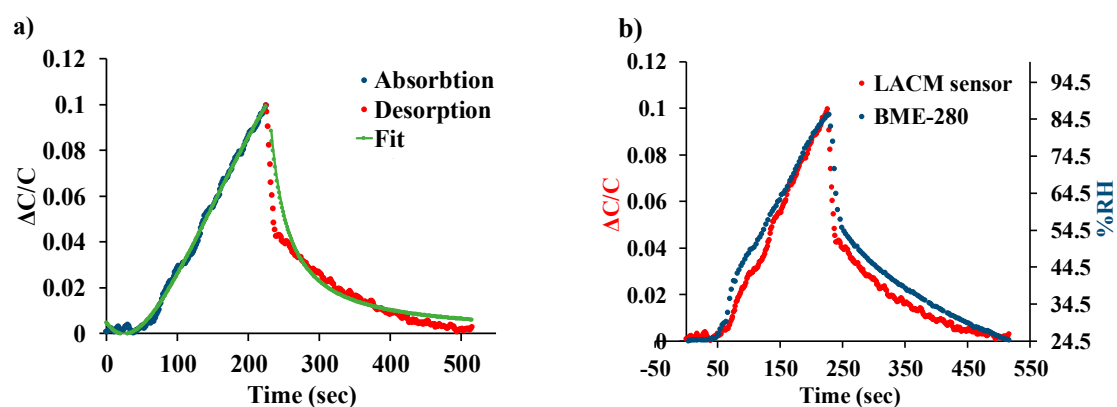 a)
ΔC/C
0.12
0.1
0.08
0.06
0.04
0.02
0
0 100 200 300 400 500
Time (sec)
Absorbtion
Desorption
Fit
b)
ΔC/C
0.12
0.1
0.08
0.06
0.04
0.02
0
-50 50 150 250 350 450 550
Time (sec)
LACM sensor
BME-280
94.5
84.5
74.5
64.5
54.5
44.5
34.5
24.5
%RH